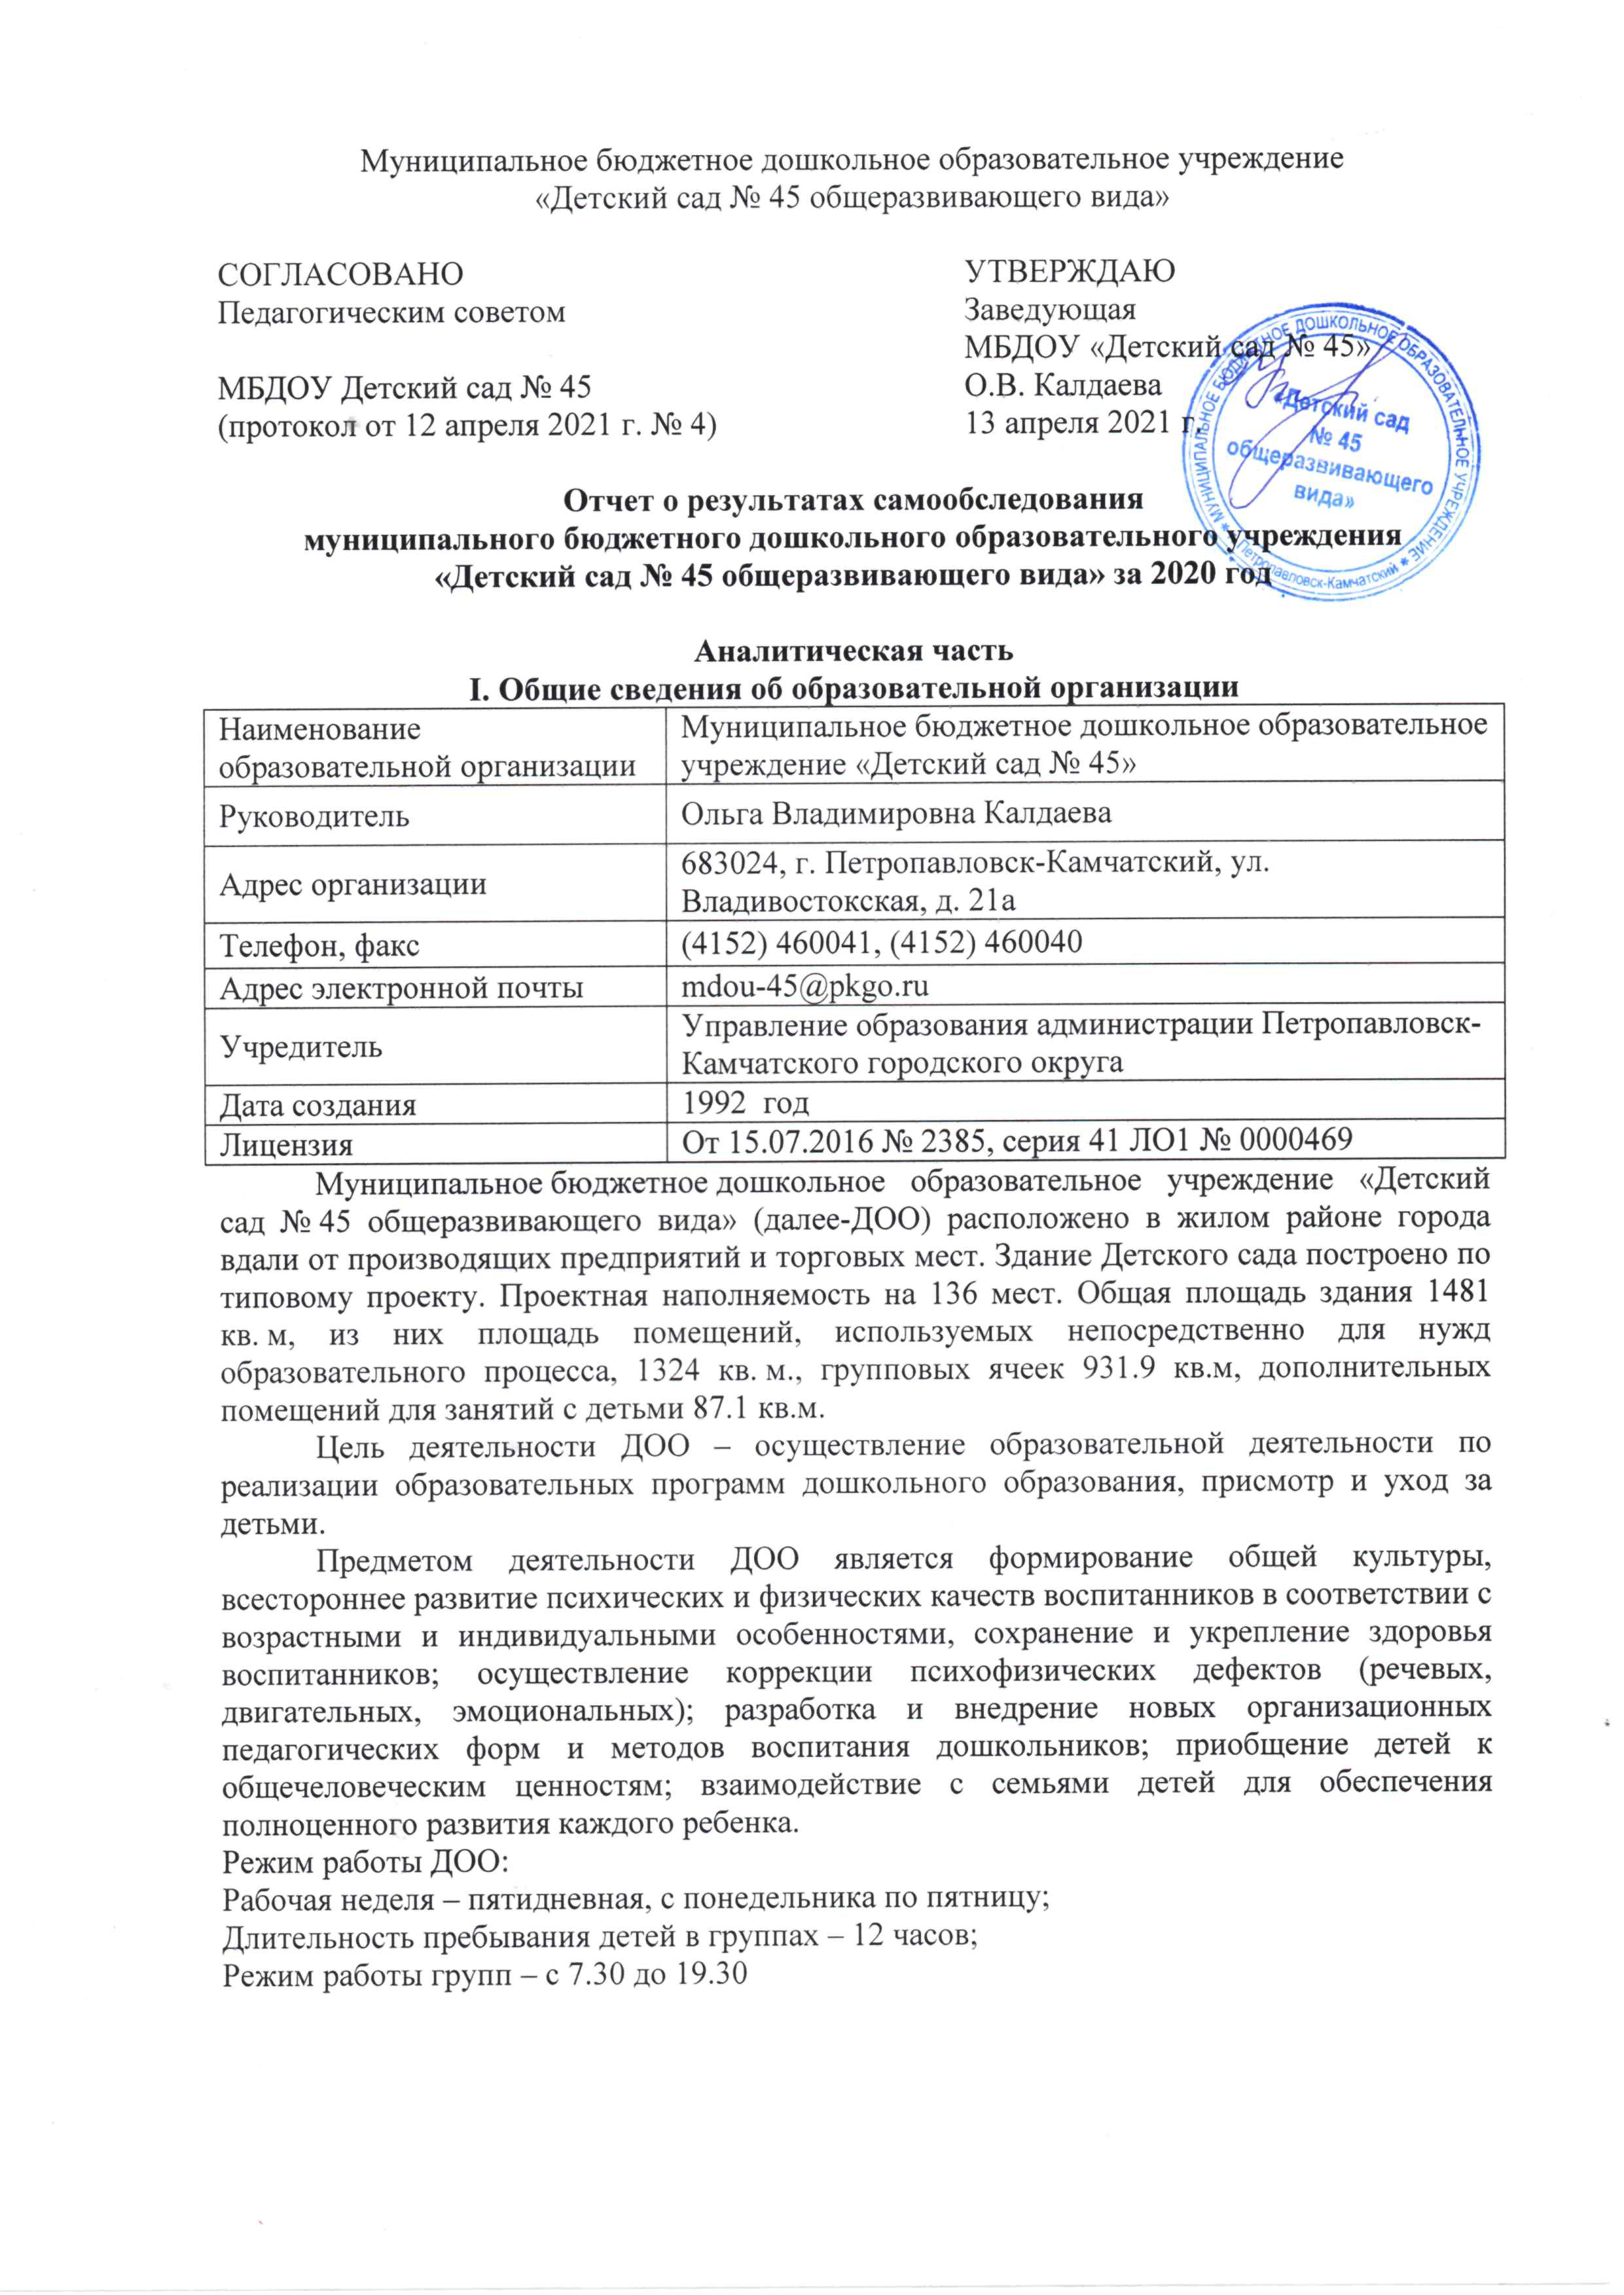 Муниципальное бюджетное дошкольное образовательное учреждение
«Детский сад № 45 общеразвивающего вида»
СОГЛАСОВАНО
Педагогическим советом
МБДОУ Детский сад № 45
(протокол от 12 апреля 2021 г. № 4)
УТВЕРЖДАЮ
Заведующая
МБДОУ «Детский сад № 45»
О.В. Калдаева
13 апреля 2021 г.
МУНИЦИПАЛЬНОЕ БЮДЖЕТНОЕ ДОШКОЛЬНОЕ ОБРАЗОВАТЕЛЬНОЕ УЧРЕЖДЕНИЕ
Петропавловск-Камчатский
«Детский сад
№ 45
общеразвивающего
вида»
Отчет о результатах самообследования
муниципального бюджетного дошкольного образовательного учреждения
«Детский сад № 45 общеразвивающего вида» за 2020 год
Аналитическая часть
I. Общие сведения об образовательной организации
Наименование
образовательной организации
Муниципальное бюджетное дошкольное образовательное
учреждение «Детский сад № 45»
Руководитель
Ольга Владимировна Калдаева
Адрес организации
683024, г. Петропавловск-Камчатский, ул.
Владивостокская, д. 21а
Телефон, факс
(4152) 460041, (4152) 460040
Адрес электронной почты
mdou-45@pkgo.ru
Учредитель
Управление образования администрации Петропавловск-
Камчатского городского округа
Дата создания
1992 год
Лицензия
От 15.07.2016 № 2385, серия 41 ЛО1 № 0000469
Муниципальное бюджетное дошкольное образовательное учреждение «Детский
сад № 45 общеразвивающего вида» (далее-ДОО) расположено в жилом районе города
вдали от производящих предприятий и торговых мест. Здание Детского сада построено по
типовому проекту. Проектная наполняемость на 136 мест. Общая площадь здания 1481
кв. м, из них площадь помещений, используемых непосредственно для нужд
образовательного процесса, 1324 кв. м., групповых ячеек 931.9 кв.м, дополнительных
помещений для занятий с детьми 87.1 кв.м.
Цель деятельности ДОО – осуществление образовательной деятельности по
реализации образовательных программ дошкольного образования, присмотр и уход за
детьми.
Предметом деятельности ДОО является формирование общей культуры,
всестороннее развитие психических и физических качеств воспитанников в соответствии с
возрастными и индивидуальными особенностями, сохранение и укрепление здоровья
воспитанников; осуществление коррекции психофизических дефектов (речевых,
двигательных, эмоциональных); разработка и внедрение новых организационных
педагогических форм и методов воспитания дошкольников; приобщение детей к
общечеловеческим ценностям; взаимодействие с семьями детей для обеспечения
полноценного развития каждого ребенка.
Режим работы ДОО:
Рабочая неделя – пятидневная, с понедельника по пятницу;
Длительность пребывания детей в группах – 12 часов;
Режим работы групп – с 7.30 до 19.30